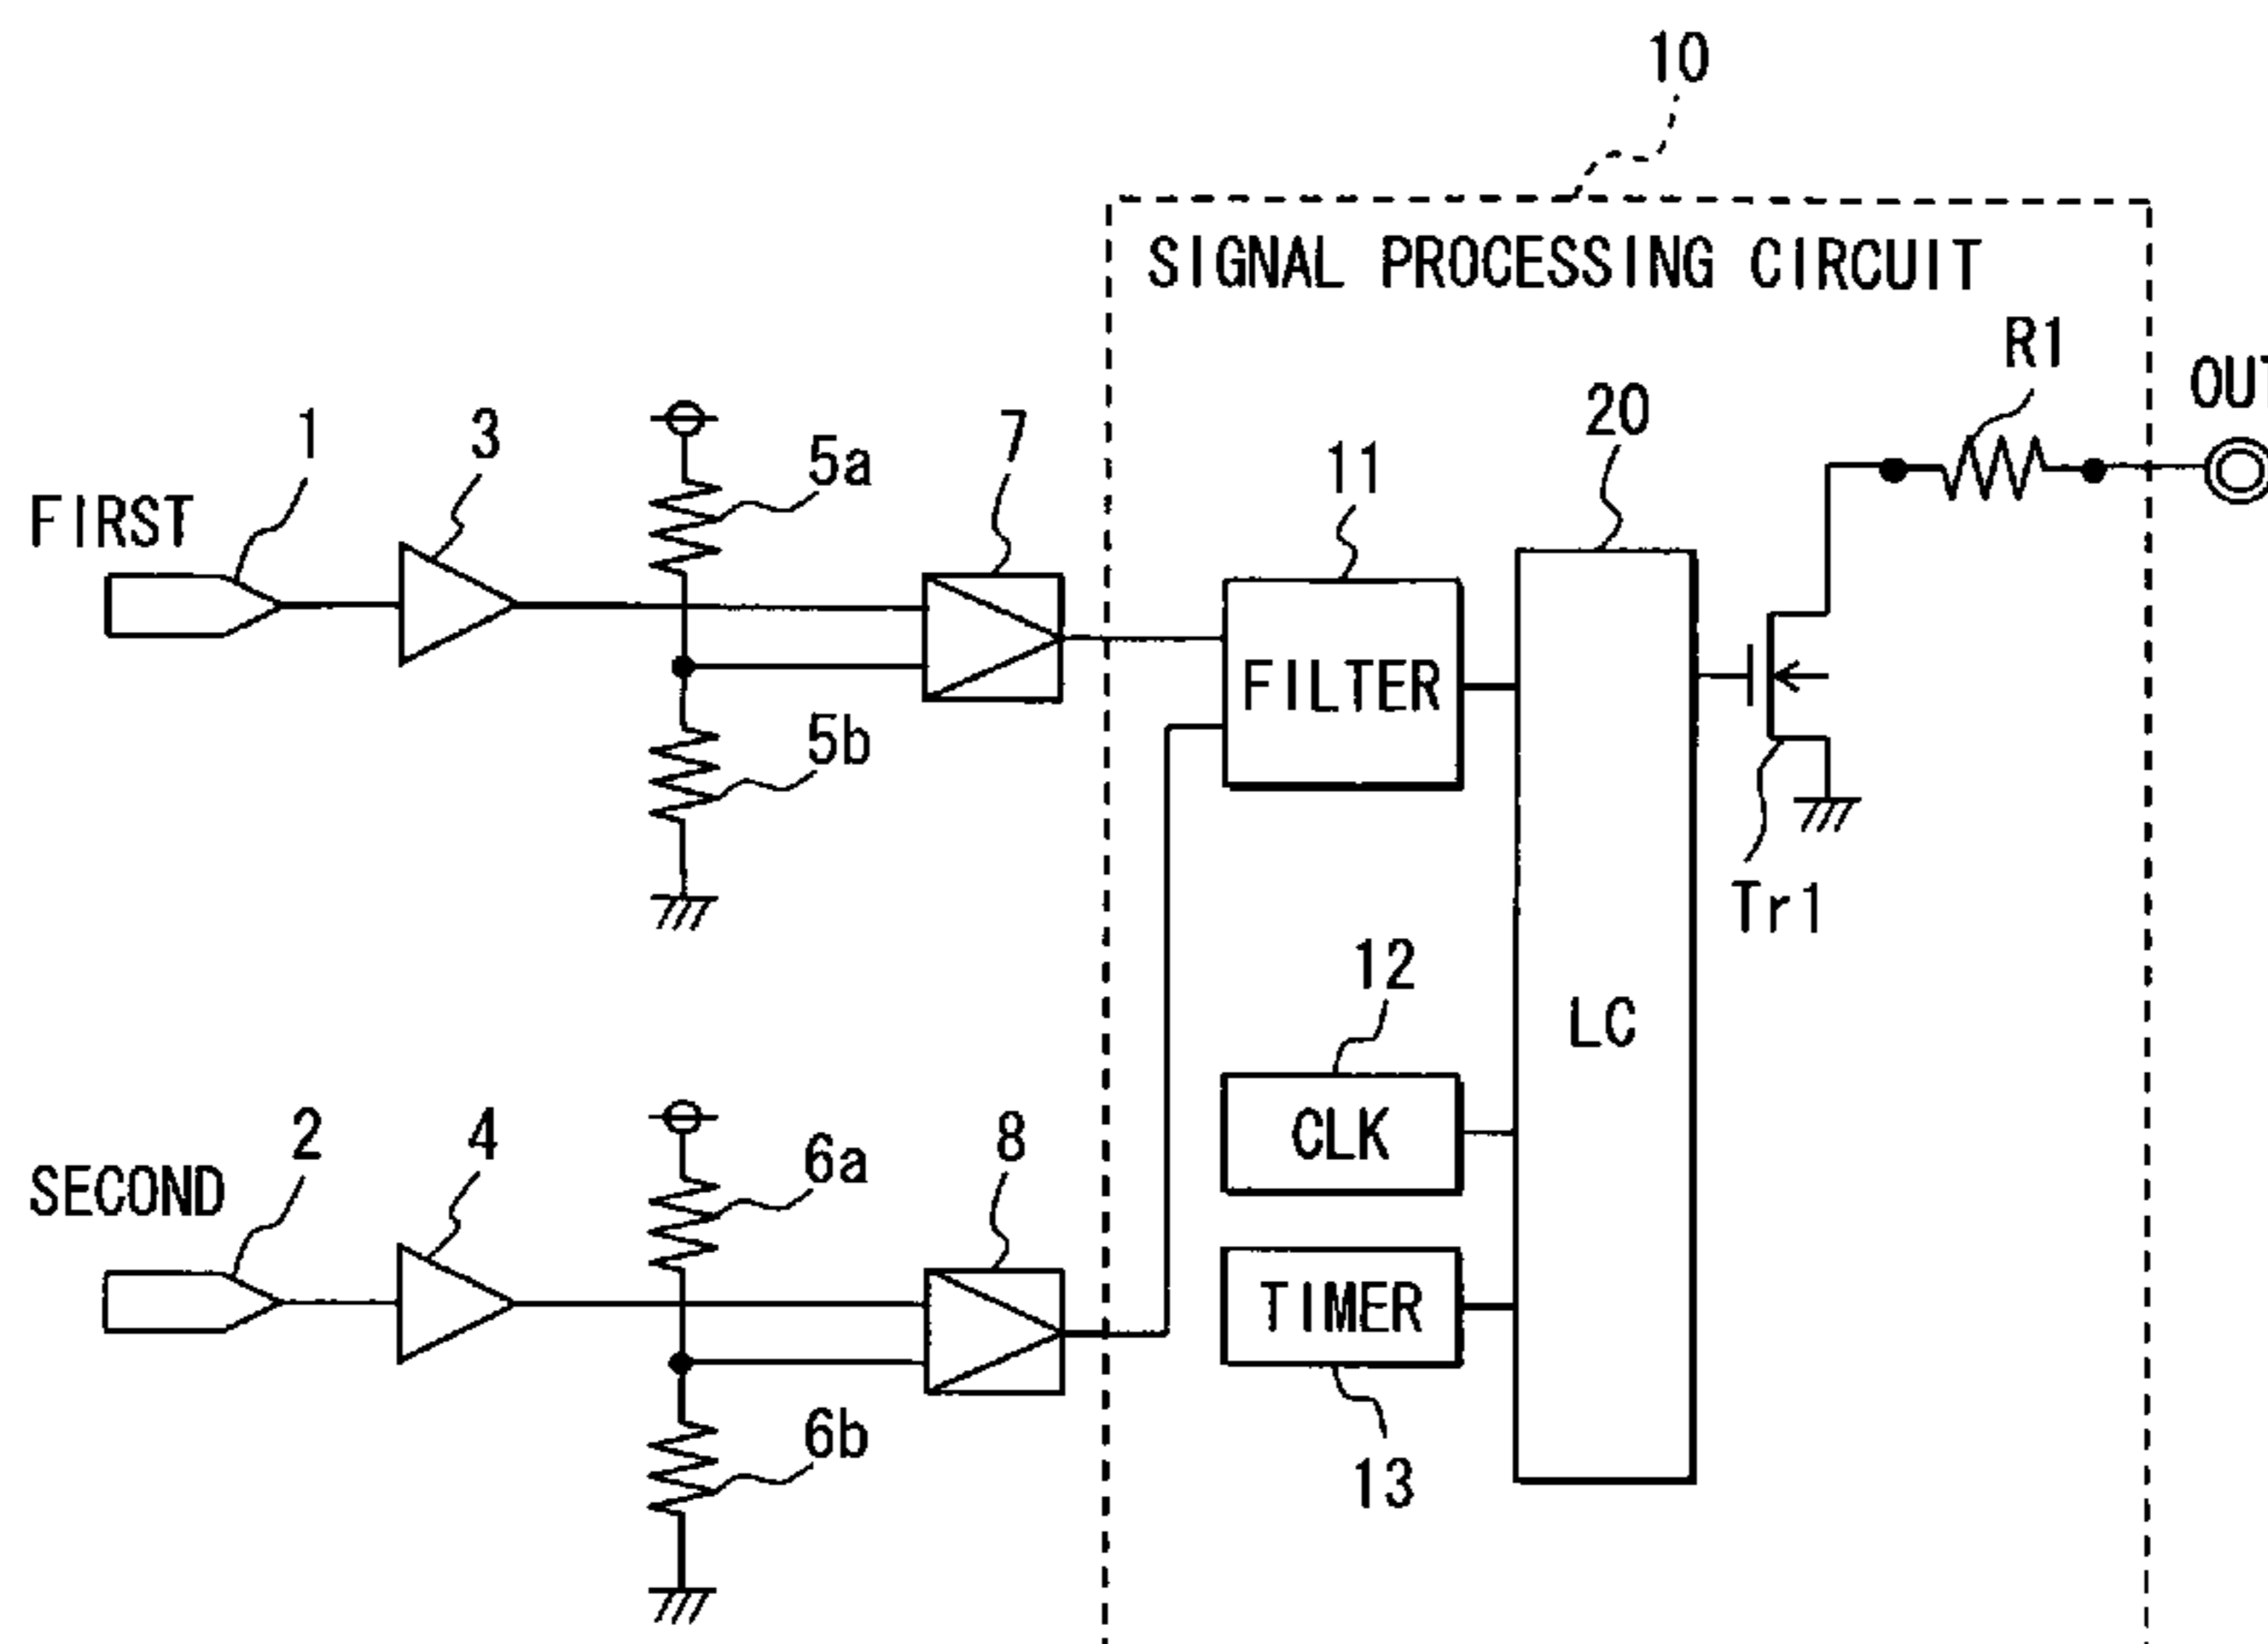 10
SIGNAL PROCESSING CIRCUIT
R1
OUT
20
1
3
5a
7
11
FIRST
FILTER
5b
Tr1
12
LC
2
4
6a
8
CLK
SECOND
TIMER
6b
13